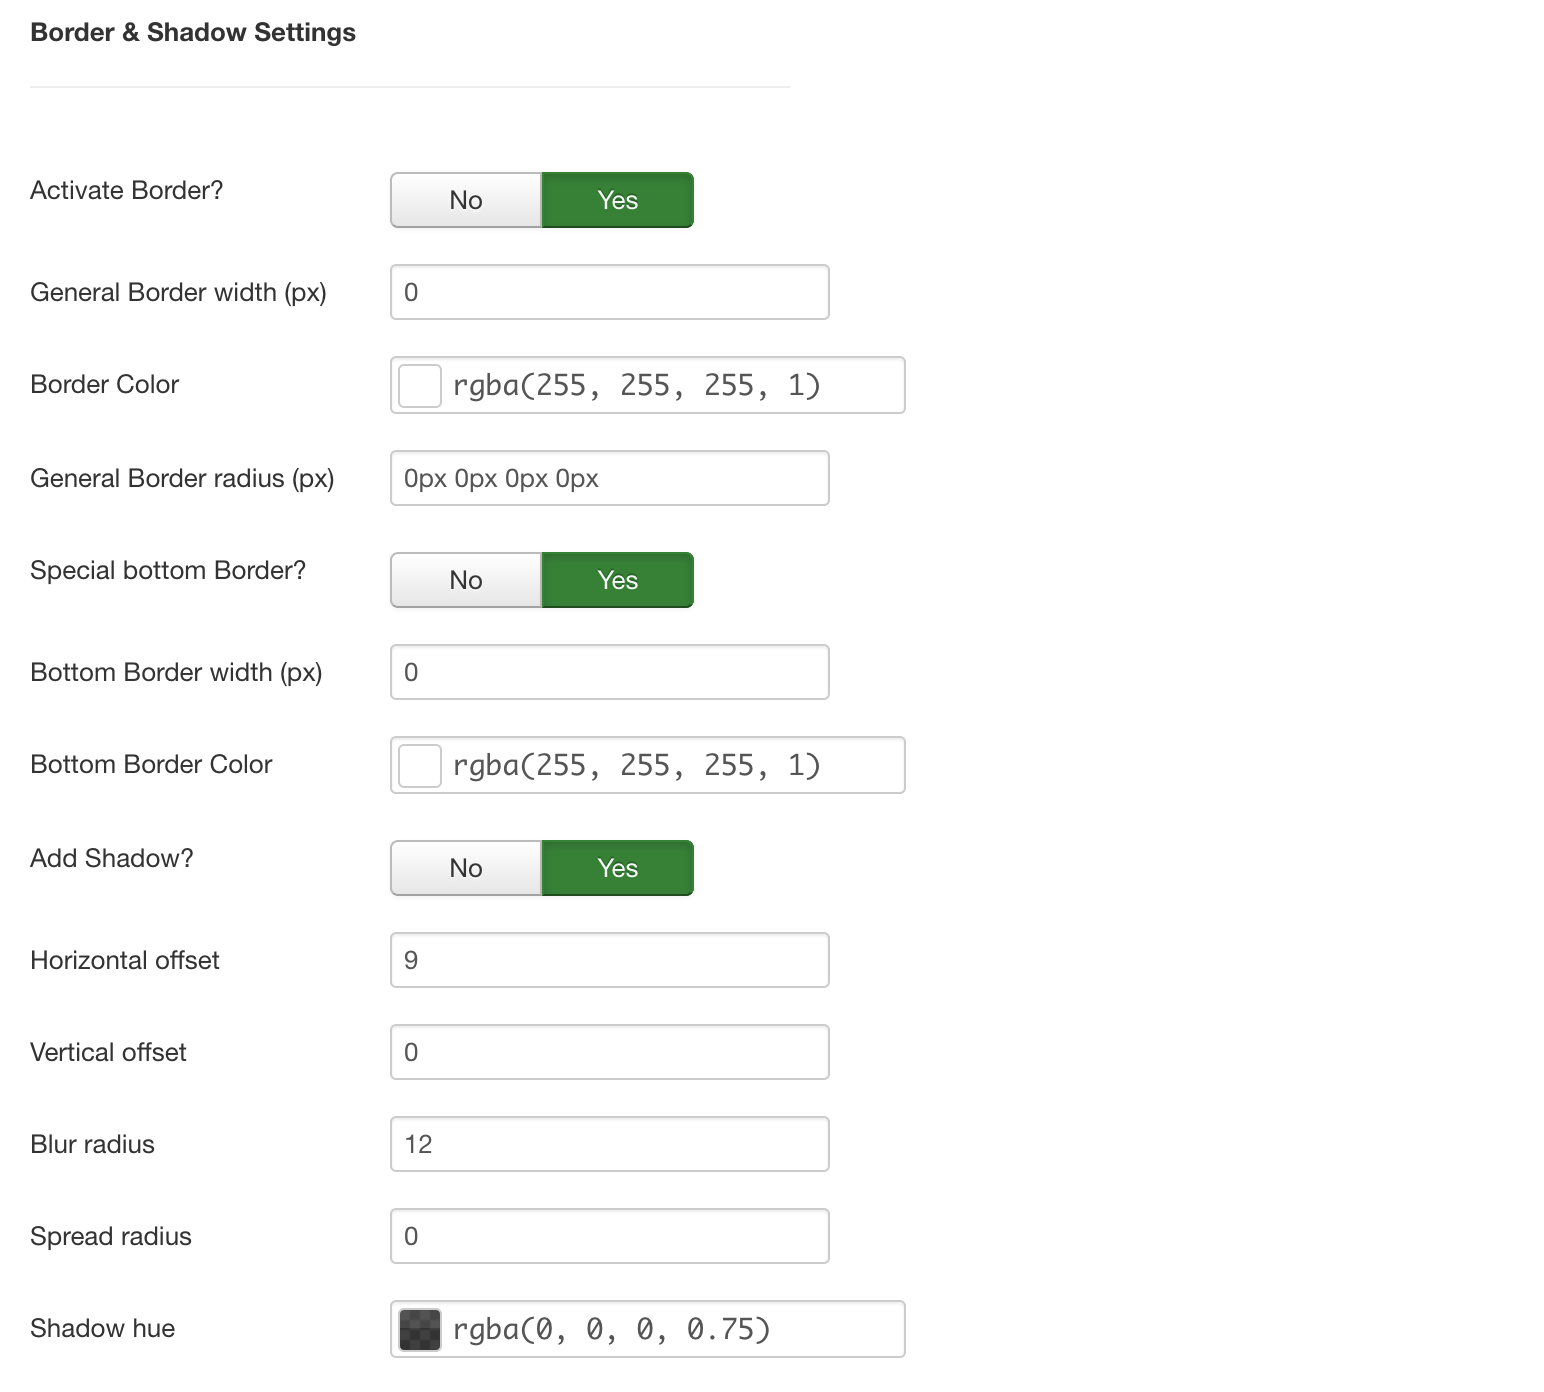 Border & Shadow Settings
Activate Border? No Yes
General Border width (px) 0
Border Color rgba(255, 255, 255, 1)
General Border radius (px) 0px 0px 0px 0px
Special bottom Border? No Yes
Bottom Border width (px) 0
Bottom Border Color rgba(255, 255, 255, 1)
Add Shadow? No Yes
Horizontal offset 9
Vertical offset 0
Blur radius 12
Spread radius 0
Shadow hue rgba(0, 0, 0, 0.75)